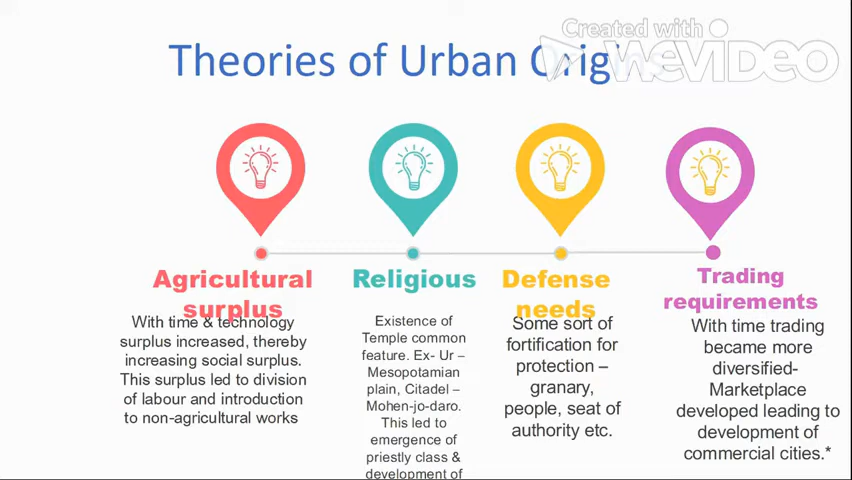 Created with
WEVIDEO
Theories of Urban Origins
Agricultural
surplus
With time & technology
surplus increased, thereby
increasing social surplus.
This surplus led to division
of labour and introduction
to non-agricultural works
Religious
Existence of
Temple common
feature. Ex- Ur –
Mesopotamian
plain, Citadel –
Mohen-jo-daro.
This led to
emergence of
priestly class &
development of
Defense
needs
Some sort of
fortification for
protection –
granary,
people, seat of
authority etc.
Trading
requirements
With time trading
became more
diversified-
Marketplace
developed leading to
development of
commercial cities.*